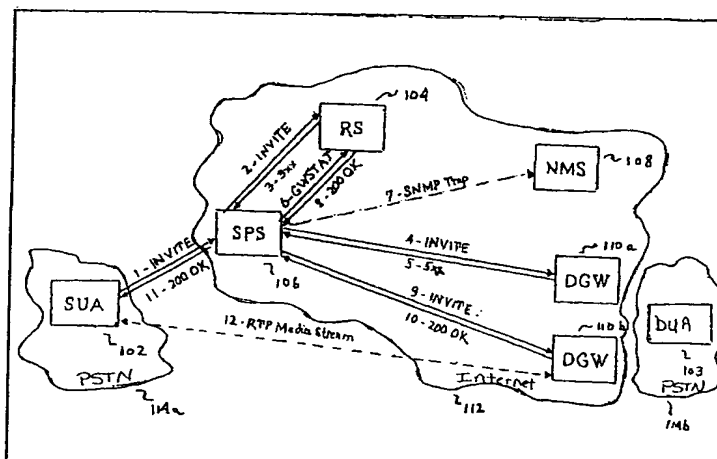 104
RS
2-INVITE
3-3xx
6-GWSTAT
8-200 OK
NMS
108
7-SNMP Trap
SPS
106
4-INVITE
5-5xx
110a
DGW
1-INVITE
11-200 OK
SUA
102
9-INVITE
10-200 OK
110b
DGW
DUA
103
12-RTP Media Stream
Internet
112
PSTN
114a
PSTN
114b